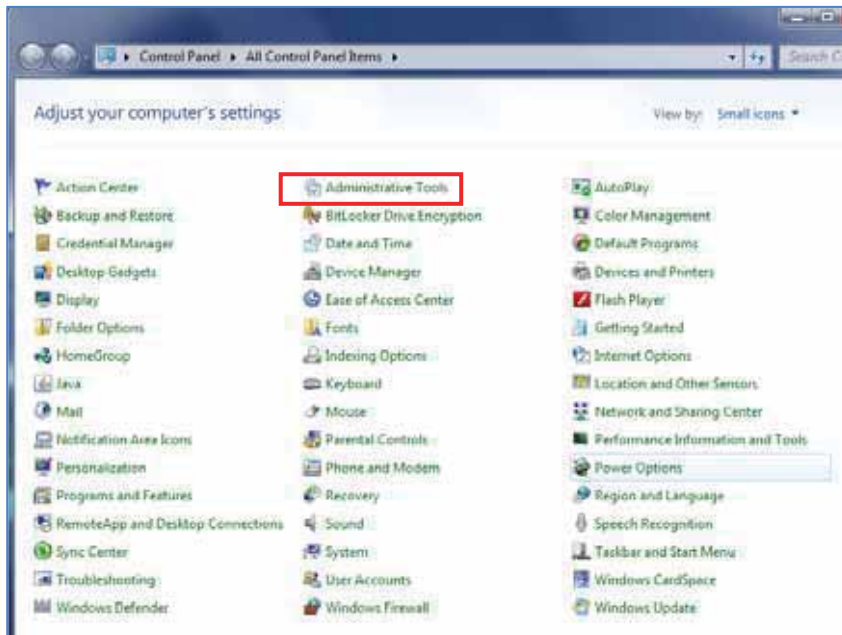 Control Panel All Control Panel Items
Search C
Adjust your computer's settings
View by: Small icons
Action Center
Administrative Tools
AutoPlay
Backup and Restore
BitLocker Drive Encryption
Color Management
Credential Manager
Date and Time
Default Programs
Desktop Gadgets
Device Manager
Devices and Printers
Display
Ease of Access Center
Flash Player
Folder Options
Fonts
Getting Started
HomeGroup
Indexing Options
Internet Options
Java
Keyboard
Location and Other Sensors
Mail
Mouse
Network and Sharing Center
Notification Area Icons
Parental Controls
Performance Information and Tools
Personalization
Phone and Modem
Power Options
Programs and Features
Recovery
Region and Language
RemoteApp and Desktop Connections
Sound
Speech Recognition
Sync Center
System
Taskbar and Start Menu
Troubleshooting
User Accounts
Windows CardSpace
Windows Defender
Windows Firewall
Windows Update